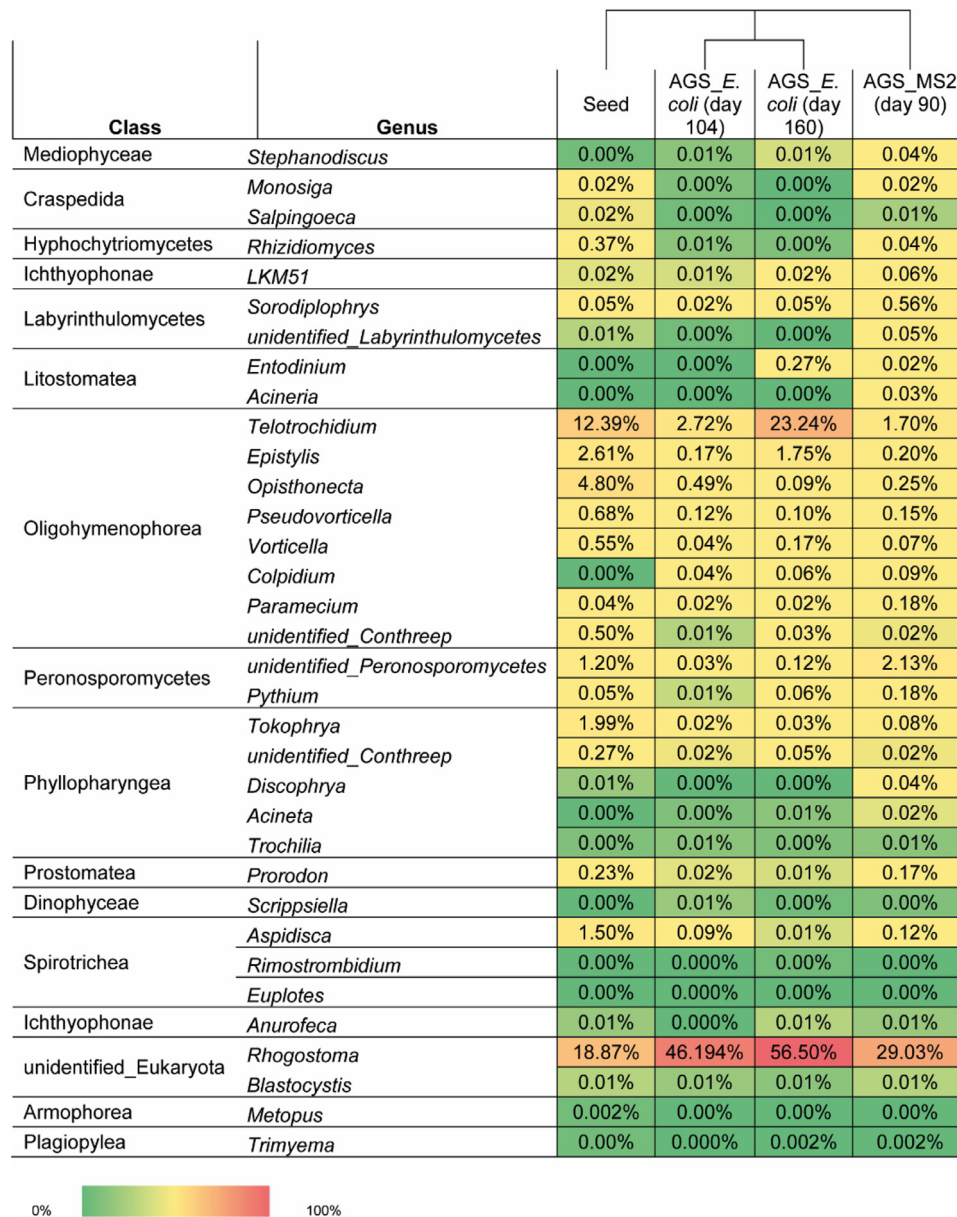 Class Genus Seed AGS_E. coli (day 104) AGS_E. coli (day 160) AGS_MS2 (day 90)
Mediophyceae Stephanodiscus 0.00% 0.01% 0.01% 0.04%
Craspedida Monosiga 0.02% 0.00% 0.00% 0.02%
Salpingoeca 0.02% 0.00% 0.00% 0.01%
Hyphochytriomycetes Rhizidiomyces 0.37% 0.01% 0.00% 0.04%
Ichthyophonae LKM51 0.02% 0.01% 0.02% 0.06%
Labyrinthulomycetes Sorodiplophrys 0.05% 0.02% 0.05% 0.56%
unidentified_Labyrinthulomycetes 0.01% 0.00% 0.00% 0.05%
Litostomatea Entodinium 0.00% 0.00% 0.27% 0.02%
Acineria 0.00% 0.00% 0.00% 0.03%
Oligohymenophorea Telotrochidium 12.39% 2.72% 23.24% 1.70%
Epistylis 2.61% 0.17% 1.75% 0.20%
Opisthonecta 4.80% 0.49% 0.09% 0.25%
Pseudovorticella 0.68% 0.12% 0.10% 0.15%
Vorticella 0.55% 0.04% 0.17% 0.07%
Colpidium 0.00% 0.04% 0.06% 0.09%
Paramecium 0.04% 0.02% 0.02% 0.18%
unidentified_Conthreep 0.50% 0.01% 0.03% 0.02%
Peronosporomycetes unidentified_Peronosporomycetes 1.20% 0.03% 0.12% 2.13%
Pythium 0.05% 0.01% 0.06% 0.18%
Phyllopharyngea Tokophrya 1.99% 0.02% 0.03% 0.08%
unidentified_Conthreep 0.27% 0.02% 0.05% 0.02%
Discophrya 0.01% 0.00% 0.00% 0.04%
Acineta 0.00% 0.00% 0.01% 0.02%
Trochilia 0.00% 0.01% 0.00% 0.01%
Prostomatea Prorodon 0.23% 0.02% 0.01% 0.17%
Dinophyceae Scrippsiella 0.00% 0.01% 0.00% 0.00%
Spirotrichea Aspidisca 1.50% 0.09% 0.01% 0.12%
Rimostrombidium 0.00% 0.000% 0.00% 0.00%
Euplotes 0.00% 0.000% 0.00% 0.00%
Ichthyophonae Anurofeca 0.01% 0.000% 0.01% 0.01%
unidentified_Eukaryota Rhogostoma 18.87% 46.194% 56.50% 29.03%
Blastocystis 0.01% 0.01% 0.01% 0.01%
Armophorea Metopus 0.002% 0.00% 0.00% 0.00%
Plagiopylea Trimyema 0.00% 0.000% 0.002% 0.002%
0% 100%